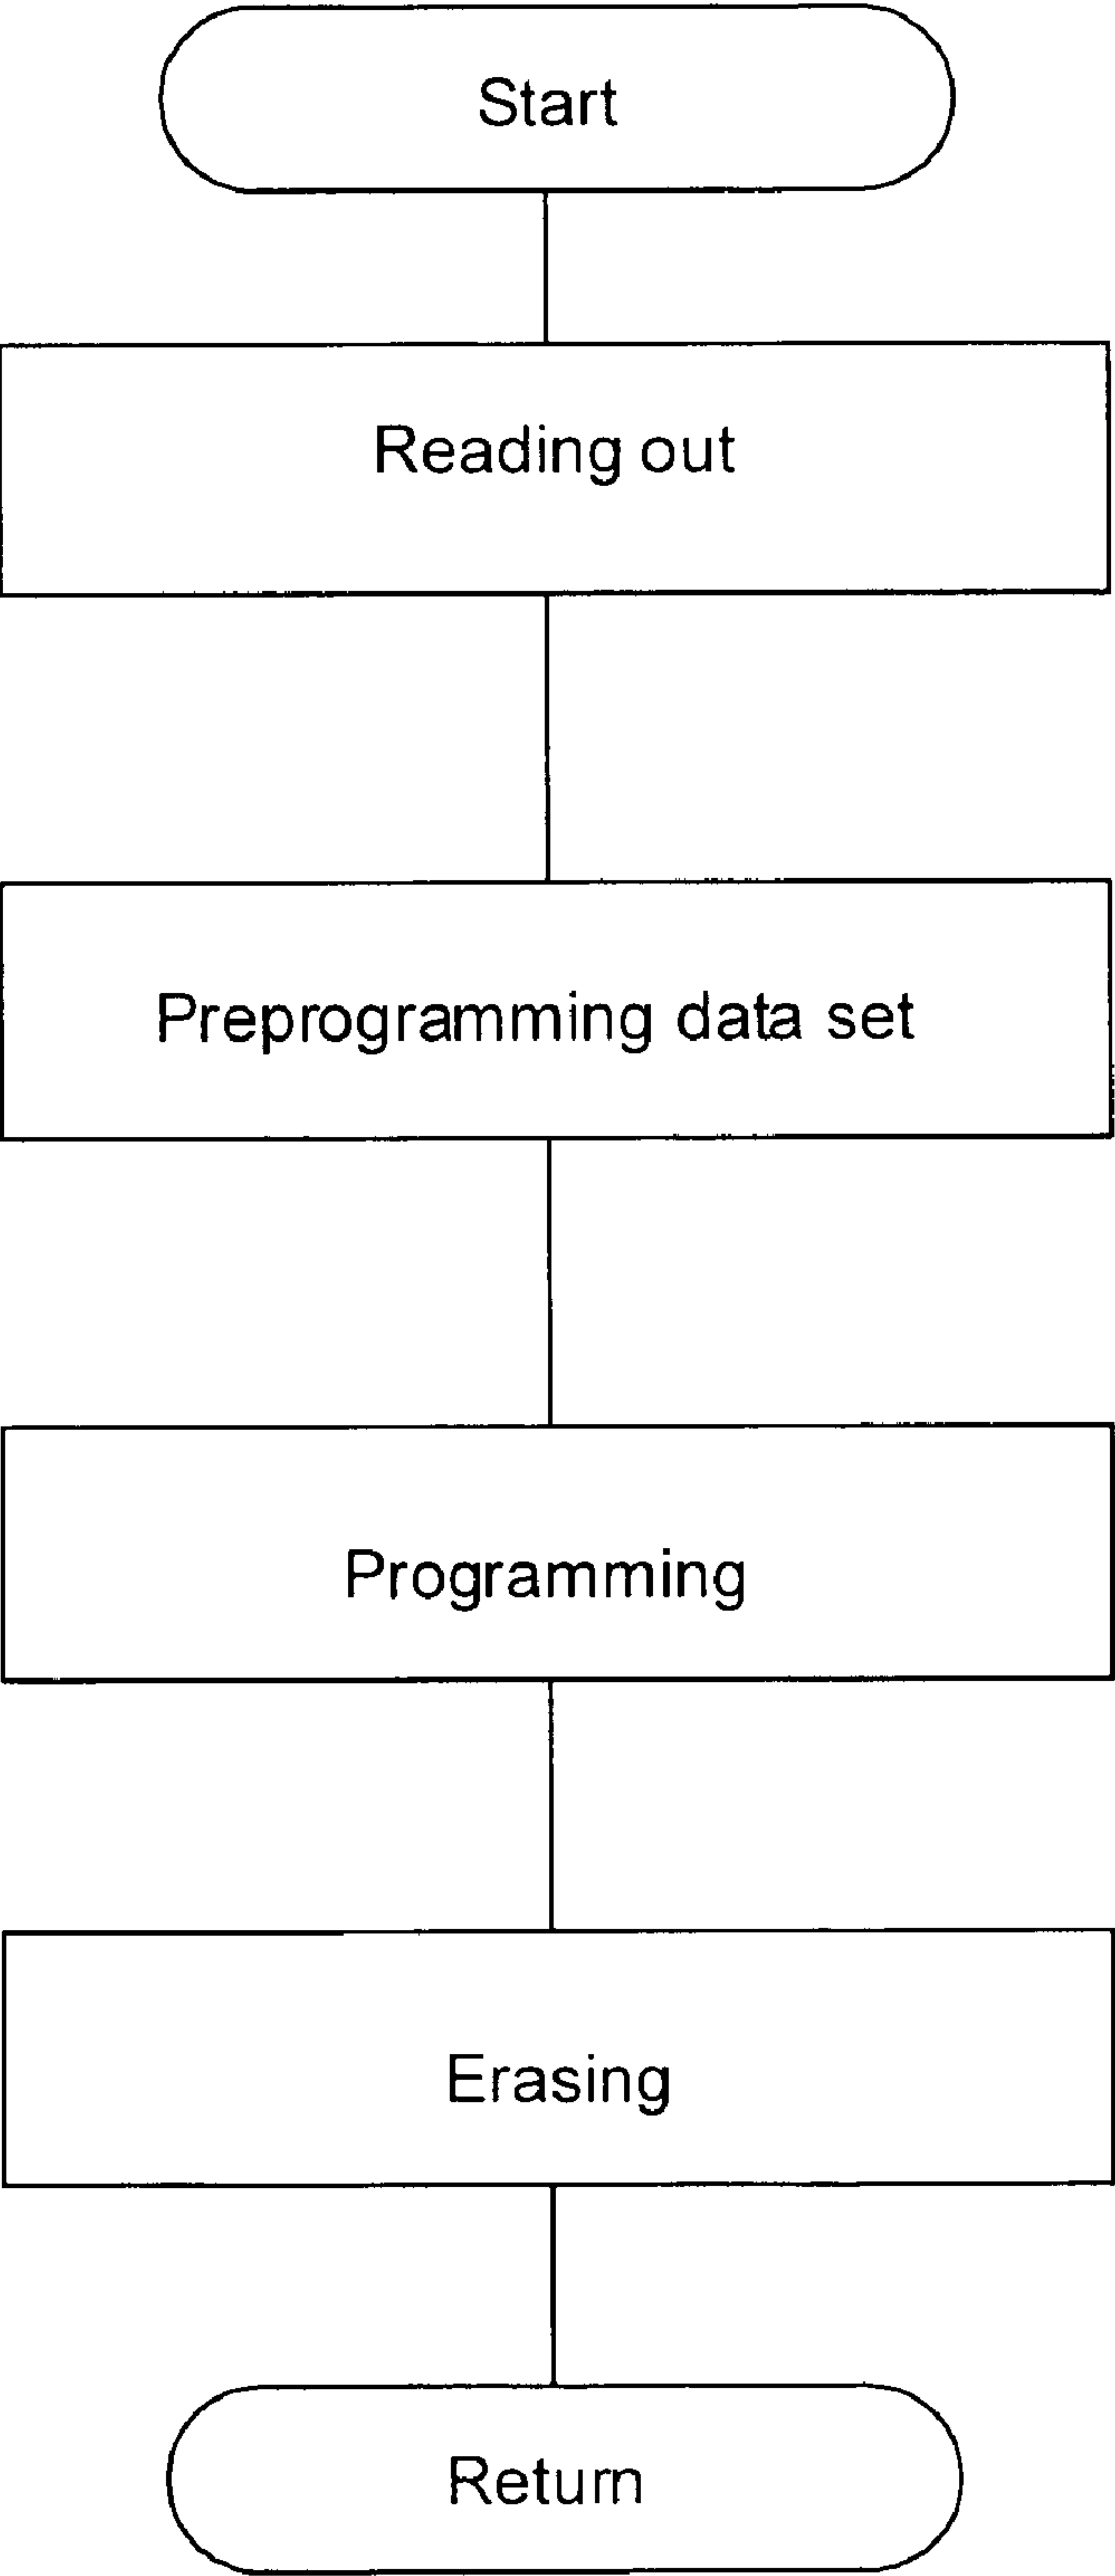 Start
Reading out
Preprogramming data set
Programming
Erasing
Return